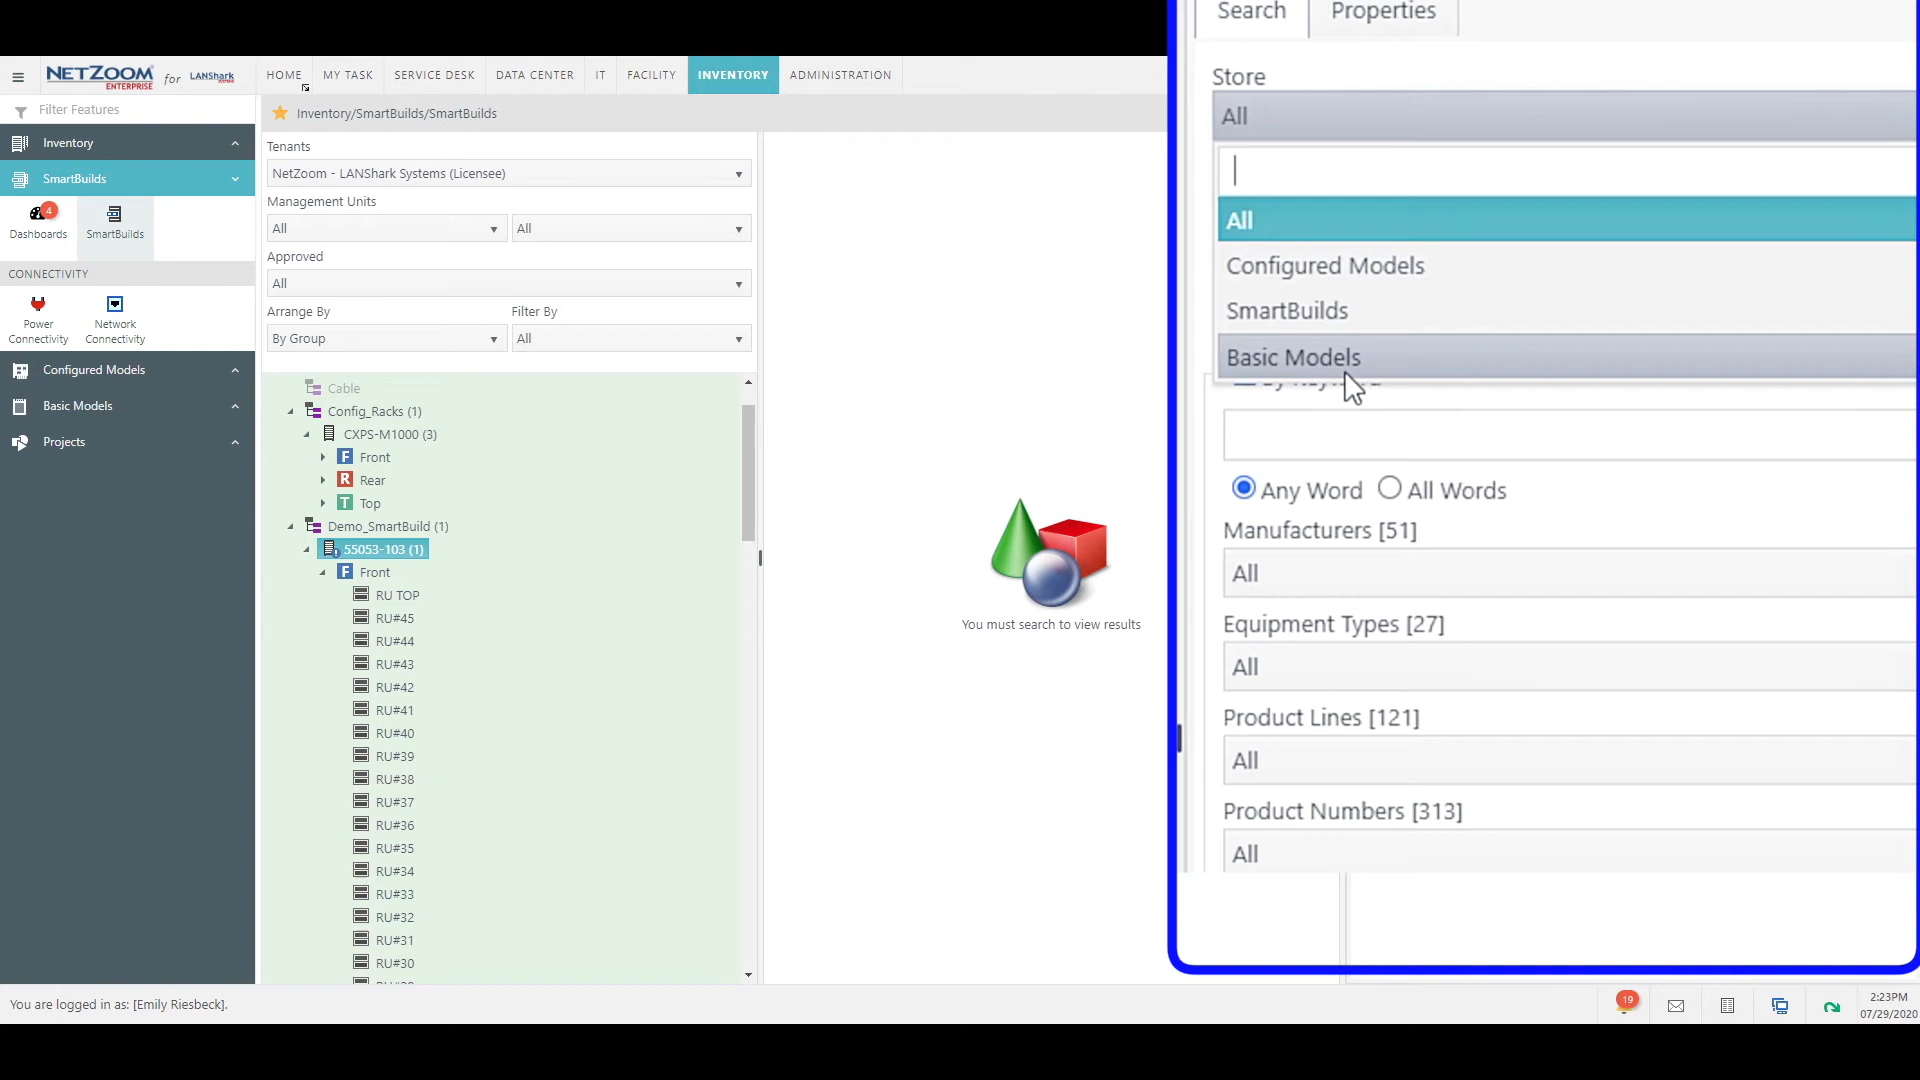 NETZOOM ENTERPRISE for LANShark
HOME MY TASK SERVICE DESK DATA CENTER IT FACILITY INVENTORY ADMINISTRATION
Filter Features
Inventory
SmartBuilds
4
Dashboards SmartBuilds
CONNECTIVITY
Power Connectivity
Network Connectivity
Configured Models
Basic Models
Projects
Inventory/SmartBuilds/SmartBuilds
Tenants
NetZoom - LANShark Systems (Licensee)
Management Units
All All
Approved
All
Arrange By Filter By
By Group All
Cable
Config_Racks (1)
CXPS-M1000 (3)
F Front
R Rear
T Top
Demo_SmartBuild (1)
55053-103 (1)
F Front
RU TOP
RU#45
RU#44
RU#43
RU#42
RU#41
RU#40
RU#39
RU#38
RU#37
RU#36
RU#35
RU#34
RU#33
RU#32
RU#31
RU#30
You must search to view results
Search Properties
Store
All
All
Configured Models
SmartBuilds
Basic Models
Any Word All Words
Manufacturers [51]
All
Equipment Types [27]
All
Product Lines [121]
All
Product Numbers [313]
All
You are logged in as: [Emily Riesbeck].
19
2:23PM
07/29/2020